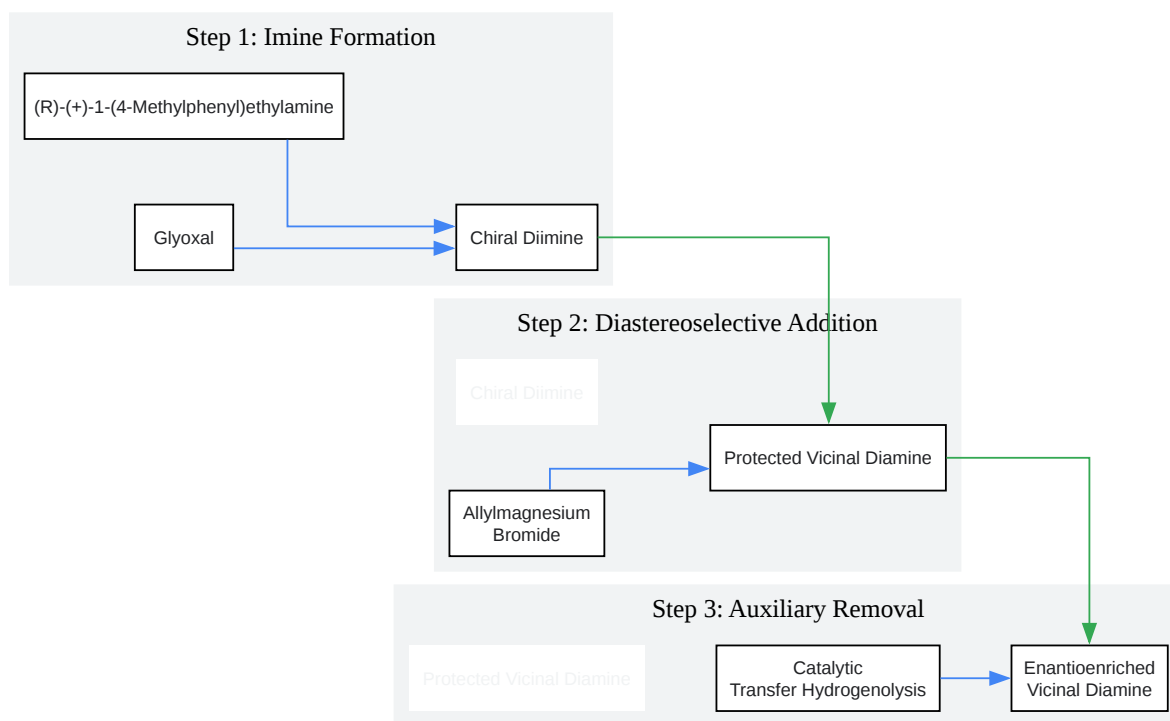 Step 1: Imine Formation
(R)-(+)-1-(4-Methylphenyl)ethylamine
Glyoxal
Chiral Diimine
Step 2: Diastereoselective Addition
Chiral Diimine
Protected Vicinal Diamine
Allylmagnesium
Bromide
Step 3: Auxiliary Removal
Protected Vicinal Diamine
Catalytic
Transfer Hydrogenolysis
Enantioenriched
Vicinal Diamine